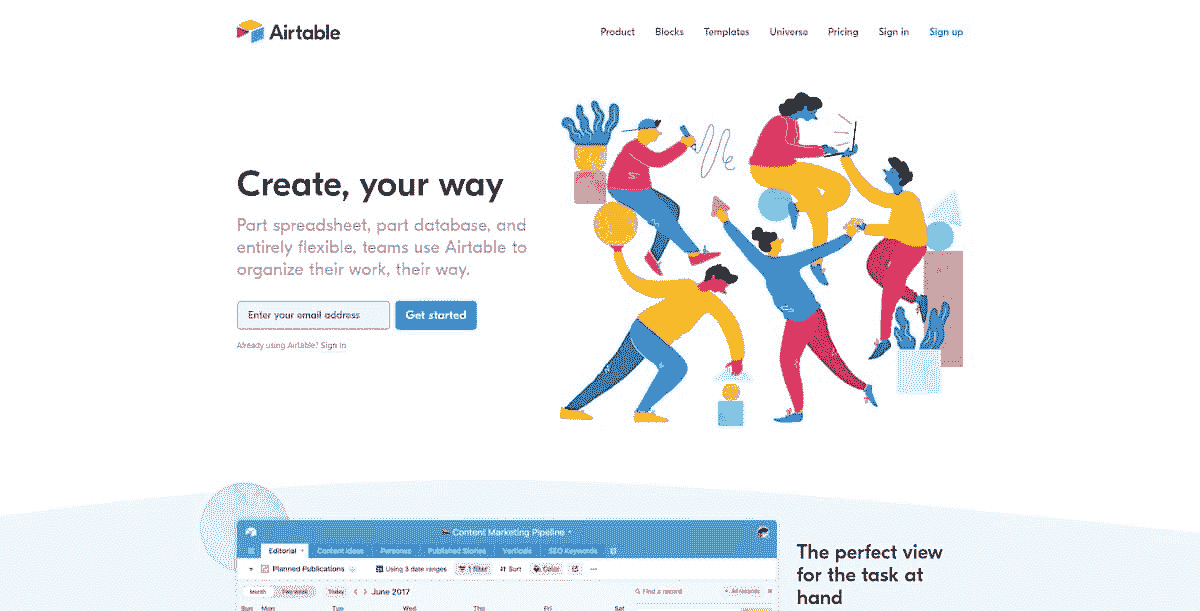 Airtable
Product Blocks Templates Universe Pricing Sign in Sign up
Create, your way
Part spreadsheet, part database, and
entirely flexible, teams use Airtable to
organize their work, their way.
Enter your email address Get started
Already using Airtable? Sign in
Content Marketing Pipeline
Editorial Content Ideas Personas Published Stories Verticals SEO Keywords
Planned Publications Using 3 date ranges 1 filter Sort Color
Month Two week Today June 2017 Find a record All records
Sun Mon Tue Wed Thu Fri Sat
The perfect view
for the task at
hand